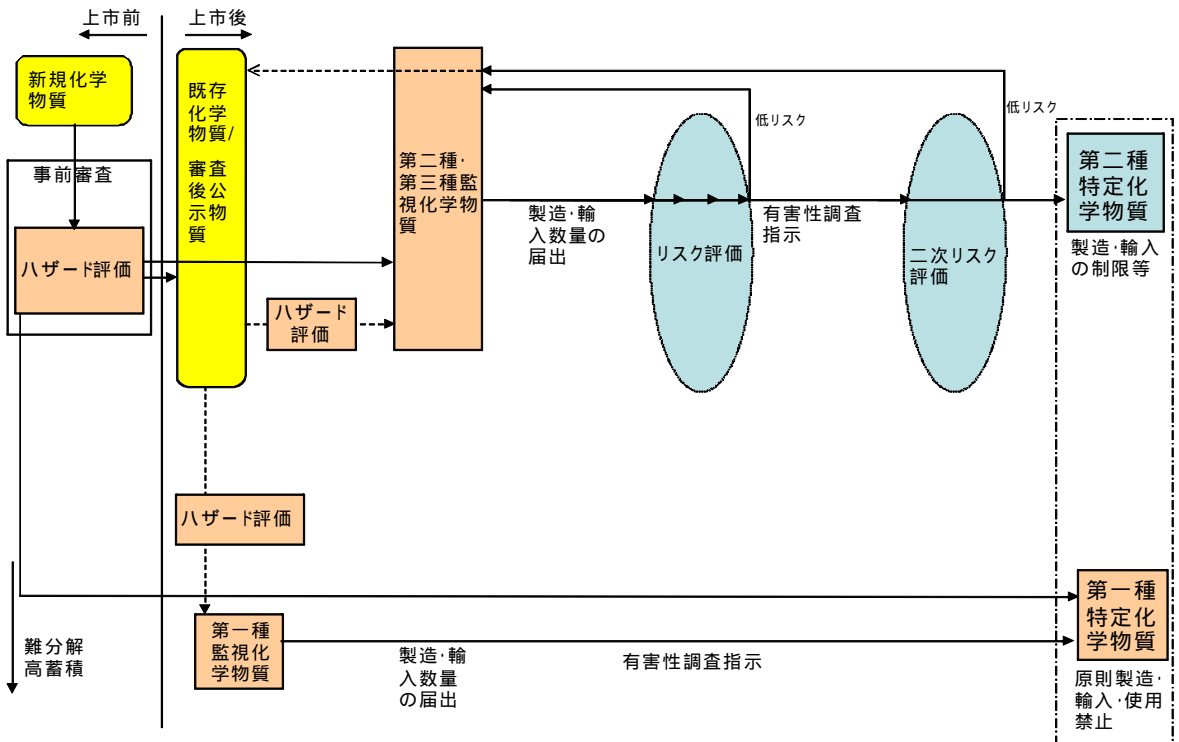 上市前
上市後
新規化学
物質
事前審査
ハザード評価
既存
化学
物質/
審査
後公
示物
質
ハザード
評価
第二種·
第三種監
視化学物
質
製造·輸
入数量の
届出
リスク評価
低リスク
有害性調査
指示
二次リスク
評価
低リスク
第二種
特定化
学物質
製造·輸入
の制限等
ハザード評価
難分解
高蓄積
第一種
監視化
学物質
製造·輸
入数量
の届出
有害性調査指示
第一種
特定化
学物質
原則製造·
輸入·使用
禁止